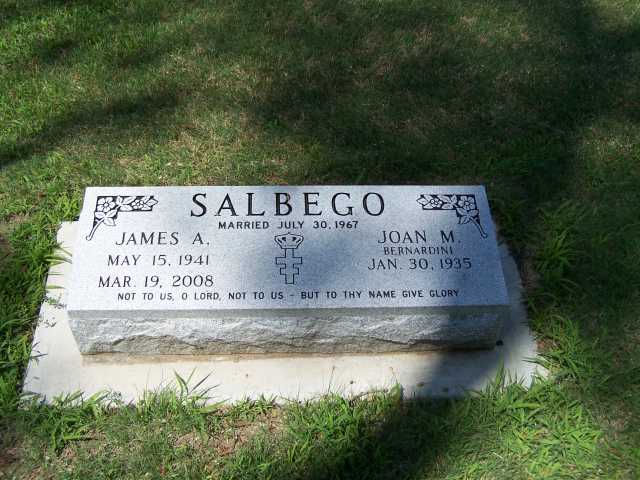 SALBEGO
MARRIED JULY 30, 1967
JAMES A.
MAY 15, 1941
MAR. 19, 2008
JOAN M.
BERNARDINI
JAN. 30, 1935
NOT TO US, O LORD, NOT TO US - BUT TO THY NAME GIVE GLORY